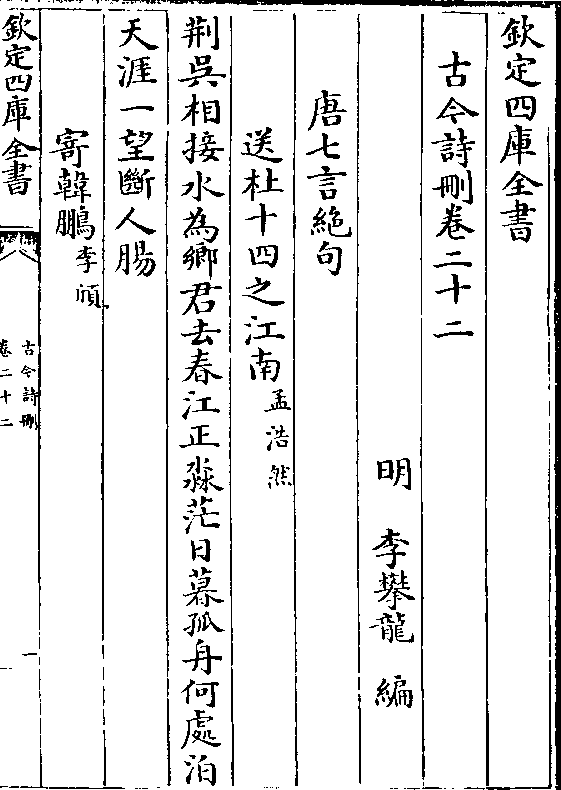 欽定四庫全書
古今詩刪卷二十二
明 李攀龍 編
唐七言絕句
送杜十四之江南 孟浩然
荆吳相接水為鄉君去春江正淼茫日暮孤舟何處泊
天涯一望斷人腸
寄韓鵬 李頎
欽定四庫全書
古今詩刪
卷二十二
一